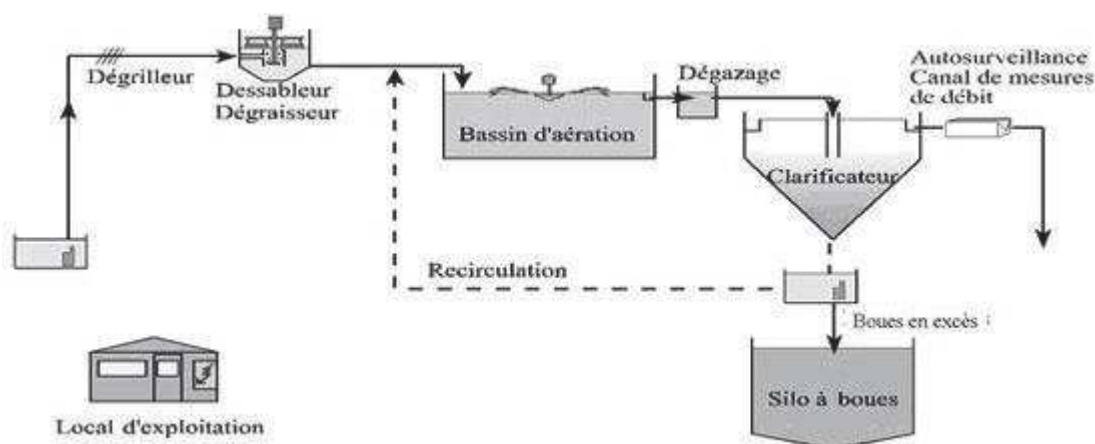 Dégrilleur
Dessableur
Dégraisseur
Bassin d'aération
Dégazage
Autosurveillance
Canal de mesures
de débit
Clarificateur
Recirculation
Boues en excès
Silo à boues
Local d'exploitation